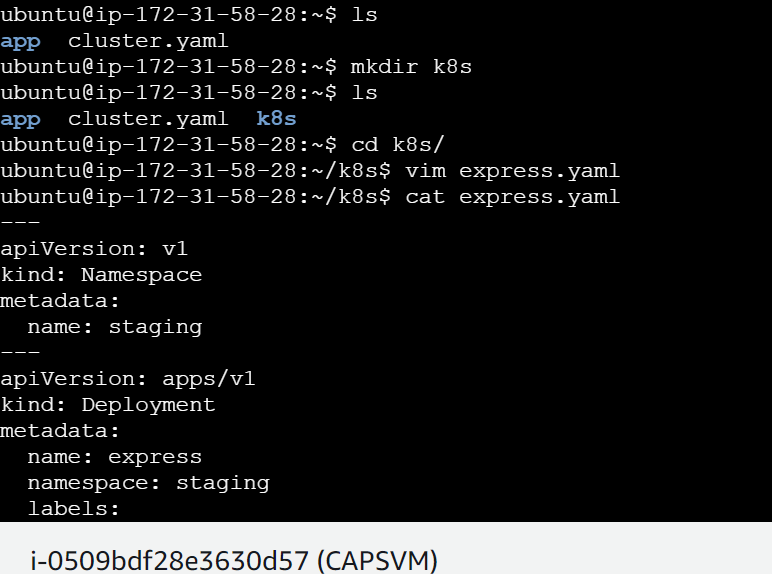 ubuntu@ip-172-31-58-28:~$ ls
app  cluster.yaml
ubuntu@ip-172-31-58-28:~$ mkdir k8s
ubuntu@ip-172-31-58-28:~$ ls
app  cluster.yaml  k8s
ubuntu@ip-172-31-58-28:~$ cd k8s/
ubuntu@ip-172-31-58-28:~/k8s$ vim express.yaml
ubuntu@ip-172-31-58-28:~/k8s$ cat express.yaml
---
apiVersion: v1
kind: Namespace
metadata:
  name: staging
---
apiVersion: apps/v1
kind: Deployment
metadata:
  name: express
  namespace: staging
  labels:
i-0509bdf28e3630d57 (CAPSVM)